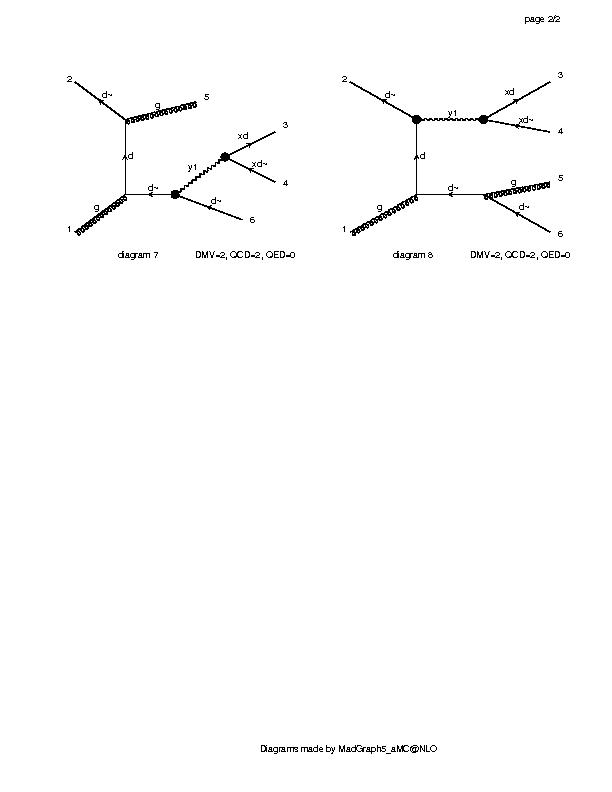 page 2/2
2
d~
g
5
d
xd
3
y1
xd~
4
g
d~
d~
1
6
diagram 7
DMV=2, QCD=2, QED=0
2
d~
y1
xd
3
xd~
4
d
g
d~
g
5
d~
1
6
diagram 8
DMV=2, QCD=2, QED=0
Diagrams made by MadGraph5_aMC@NLO